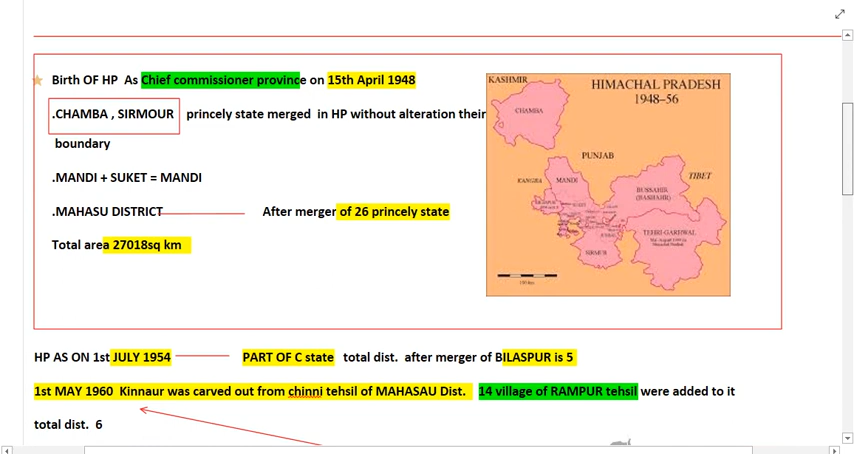 Birth OF HP As Chief commissioner province on 15th April 1948
.CHAMBA , SIRMOUR princely state merged in HP without alteration their
boundary
.MANDI + SUKET = MANDI
.MAHASU DISTRICT After merger of 26 princely state
Total area 27018sq km
KASHMIR
HIMACHAL PRADESH
1948–56
CHAMBA
PUNJAB
KANGRA
MANDI
TIBET
BUSSAHIR
(BASHAHR)
TEHRI-GARHWAL
SIRMUR
HP AS ON 1st JULY 1954 PART OF C state total dist. after merger of BILASPUR is 5
1st MAY 1960 Kinnaur was carved out from chinni tehsil of MAHASAU Dist. 14 village of RAMPUR tehsil were added to it
total dist. 6